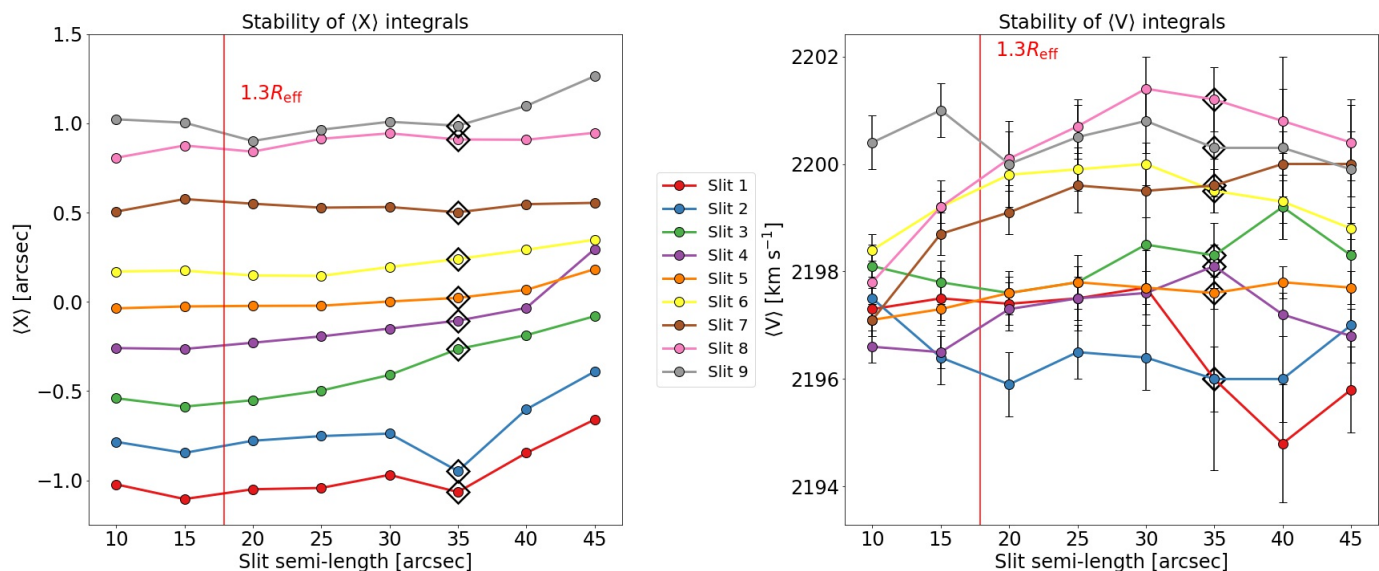 Stability of ⟨X⟩ integrals
1.5
1.0
0.5
0.0
−0.5
−1.0
⟨X⟩ [arcsec]
1.3R_eff
10 15 20 25 30 35 40 45
Slit semi-length [arcsec]
Slit 1
Slit 2
Slit 3
Slit 4
Slit 5
Slit 6
Slit 7
Slit 8
Slit 9
Stability of ⟨V⟩ integrals
2202
2200
2198
2196
2194
⟨V⟩ [km s⁻¹]
1.3R_eff
10 15 20 25 30 35 40 45
Slit semi-length [arcsec]